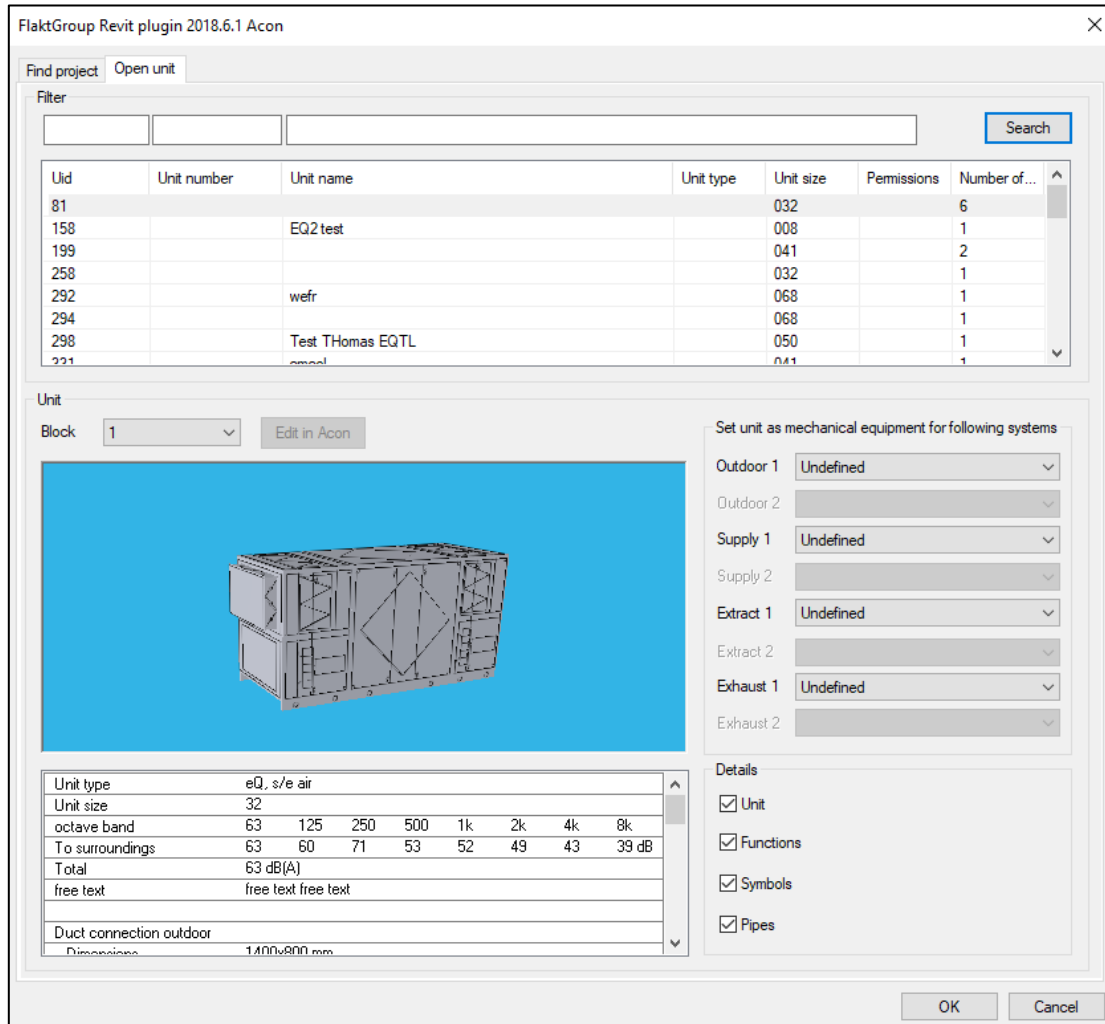 FlaktGroup Revit plugin 2018.6.1 Acon
Find project Open unit
Filter
Search
Uid Unit number Unit name Unit type Unit size Permissions Number of...
81 032 6
158 EQ2 test 008 1
199 041 2
258 032 1
292 wefr 068 1
294 068 1
298 Test THomas EQTL 050 1
331 041 1
Unit
Block 1 Edit in Acon
Unit type eQ, s/e air
Unit size 32
octave band 63 125 250 500 1k 2k 4k 8k
To surroundings 63 60 71 53 52 49 43 39 dB
Total 63 dB(A)
free text free text free text
Duct connection outdoor
Dimensions 1400x800 mm
Set unit as mechanical equipment for following systems
Outdoor 1 Undefined
Outdoor 2
Supply 1 Undefined
Supply 2
Extract 1 Undefined
Extract 2
Exhaust 1 Undefined
Exhaust 2
Details
Unit
Functions
Symbols
Pipes
OK Cancel